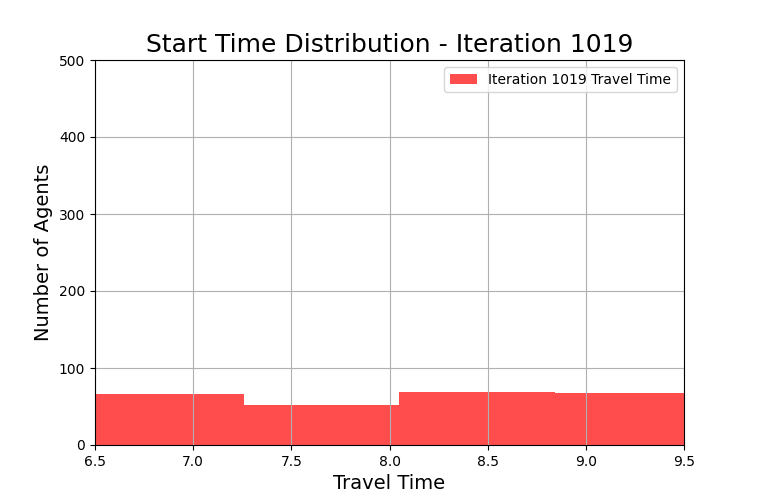 Start Time Distribution - Iteration 1019
Iteration 1019 Travel Time
Number of Agents
500
400
300
200
100
0
6.5 7.0 7.5 8.0 8.5 9.0 9.5
Travel Time